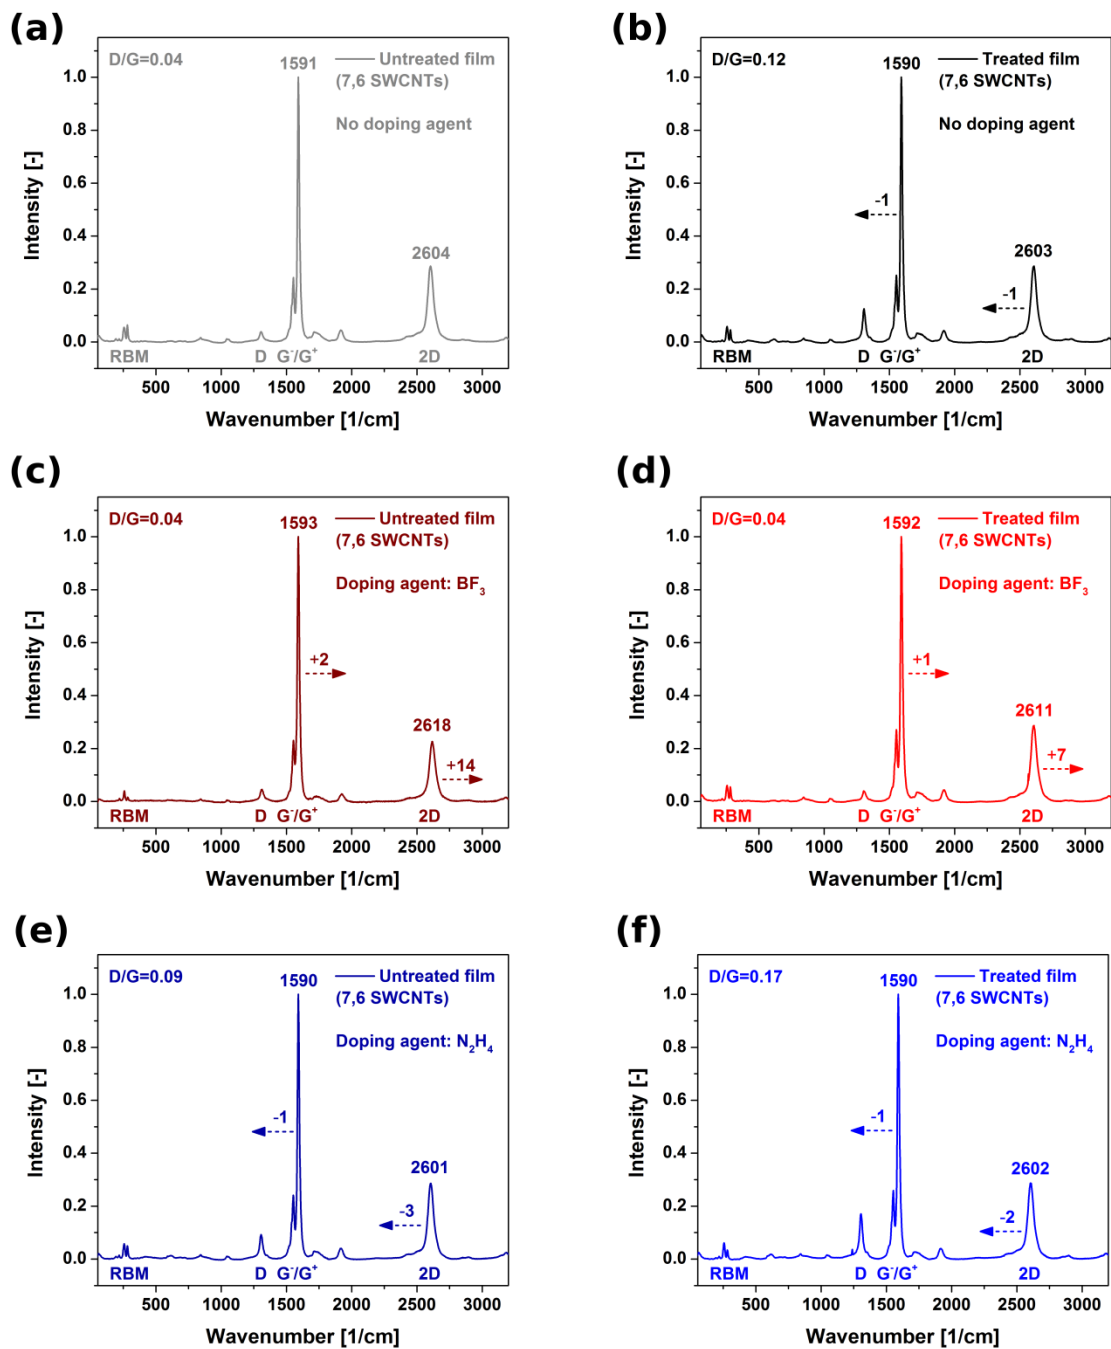 (a)
D/G=0.04
1591
Untreated film
(7,6 SWCNTs)
No doping agent
2604
1.0
0.8
0.6
0.4
0.2
0.0
Intensity [-]
RBM D G⁻/G⁺ 2D
500 1000 1500 2000 2500 3000
Wavenumber [1/cm]
(b)
D/G=0.12
1590
Treated film
(7,6 SWCNTs)
No doping agent
-1
2603
-1
1.0
0.8
0.6
0.4
0.2
0.0
Intensity [-]
RBM D G⁻/G⁺ 2D
500 1000 1500 2000 2500 3000
Wavenumber [1/cm]
(c)
D/G=0.04
1593
Untreated film
(7,6 SWCNTs)
Doping agent: BF₃
+2
2618
+14
1.0
0.8
0.6
0.4
0.2
0.0
Intensity [-]
RBM D G⁻/G⁺ 2D
500 1000 1500 2000 2500 3000
Wavenumber [1/cm]
(d)
D/G=0.04
1592
Treated film
(7,6 SWCNTs)
Doping agent: BF₃
+1
2611
+7
1.0
0.8
0.6
0.4
0.2
0.0
Intensity [-]
RBM D G⁻/G⁺ 2D
500 1000 1500 2000 2500 3000
Wavenumber [1/cm]
(e)
D/G=0.09
1590
Untreated film
(7,6 SWCNTs)
Doping agent: N₂H₄
-1
2601
-3
1.0
0.8
0.6
0.4
0.2
0.0
Intensity [-]
RBM D G⁻/G⁺ 2D
500 1000 1500 2000 2500 3000
Wavenumber [1/cm]
(f)
D/G=0.17
1590
Treated film
(7,6 SWCNTs)
Doping agent: N₂H₄
-1
2602
-2
1.0
0.8
0.6
0.4
0.2
0.0
Intensity [-]
RBM D G⁻/G⁺ 2D
500 1000 1500 2000 2500 3000
Wavenumber [1/cm]